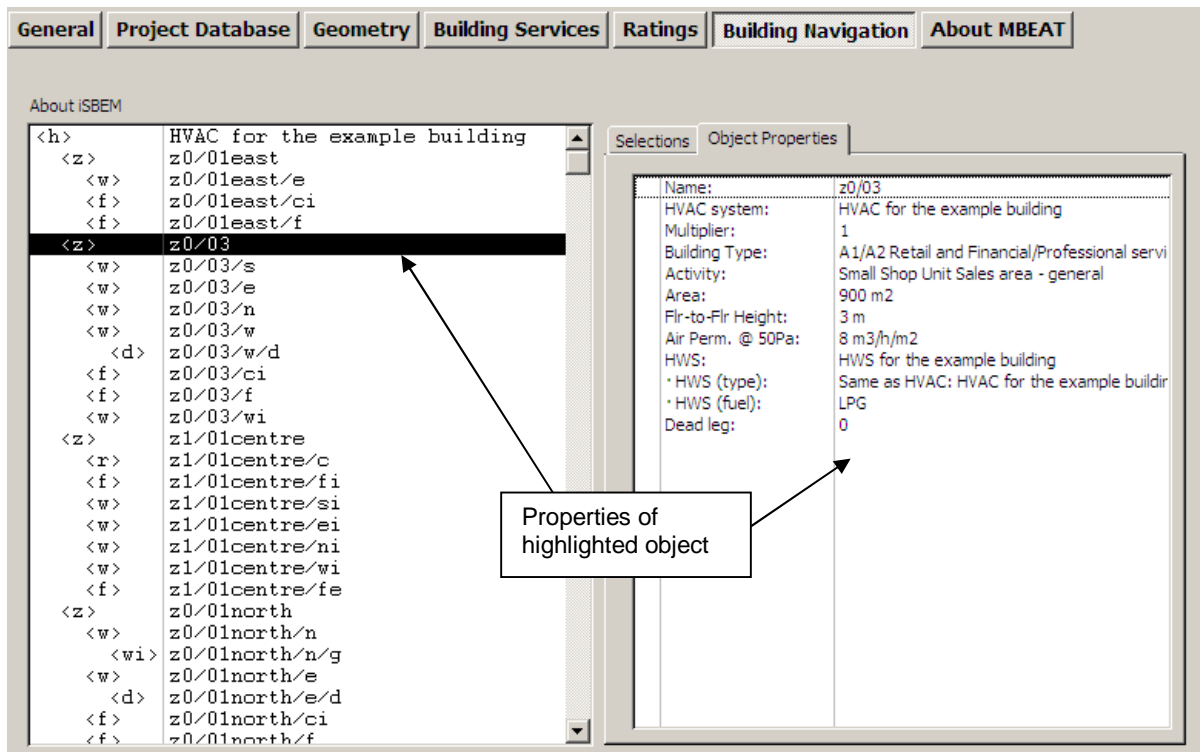 General Project Database Geometry Building Services Ratings Building Navigation About MBEAT
About iSBEM
<h> HVAC for the example building
<z> z0/01east
<w> z0/01east/e
<f> z0/01east/ci
<f> z0/01east/f
<z> z0/03
<w> z0/03/s
<w> z0/03/e
<w> z0/03/n
<w> z0/03/w
<d> z0/03/w/d
<f> z0/03/ci
<f> z0/03/f
<w> z0/03/wi
<z> z1/01centre
<r> z1/01centre/c
<f> z1/01centre/fi
<w> z1/01centre/si
<w> z1/01centre/ei
<w> z1/01centre/ni
<w> z1/01centre/wi
<f> z1/01centre/fe
<z> z0/01north
<w> z0/01north/n
<wi> z0/01north/n/g
<w> z0/01north/e
<d> z0/01north/e/d
<f> z0/01north/ci
<f> z0/01north/f
Selections Object Properties
Name: z0/03
HVAC system: HVAC for the example building
Multiplier: 1
Building Type: A1/A2 Retail and Financial/Professional servi
Activity: Small Shop Unit Sales area - general
Area: 900 m2
Flr-to-Flr Height: 3 m
Air Perm. @ 50Pa: 8 m3/h/m2
HWS: HWS for the example building
· HWS (type): Same as HVAC: HVAC for the example buildin
· HWS (fuel): LPG
Dead leg: 0
Properties of
highlighted object